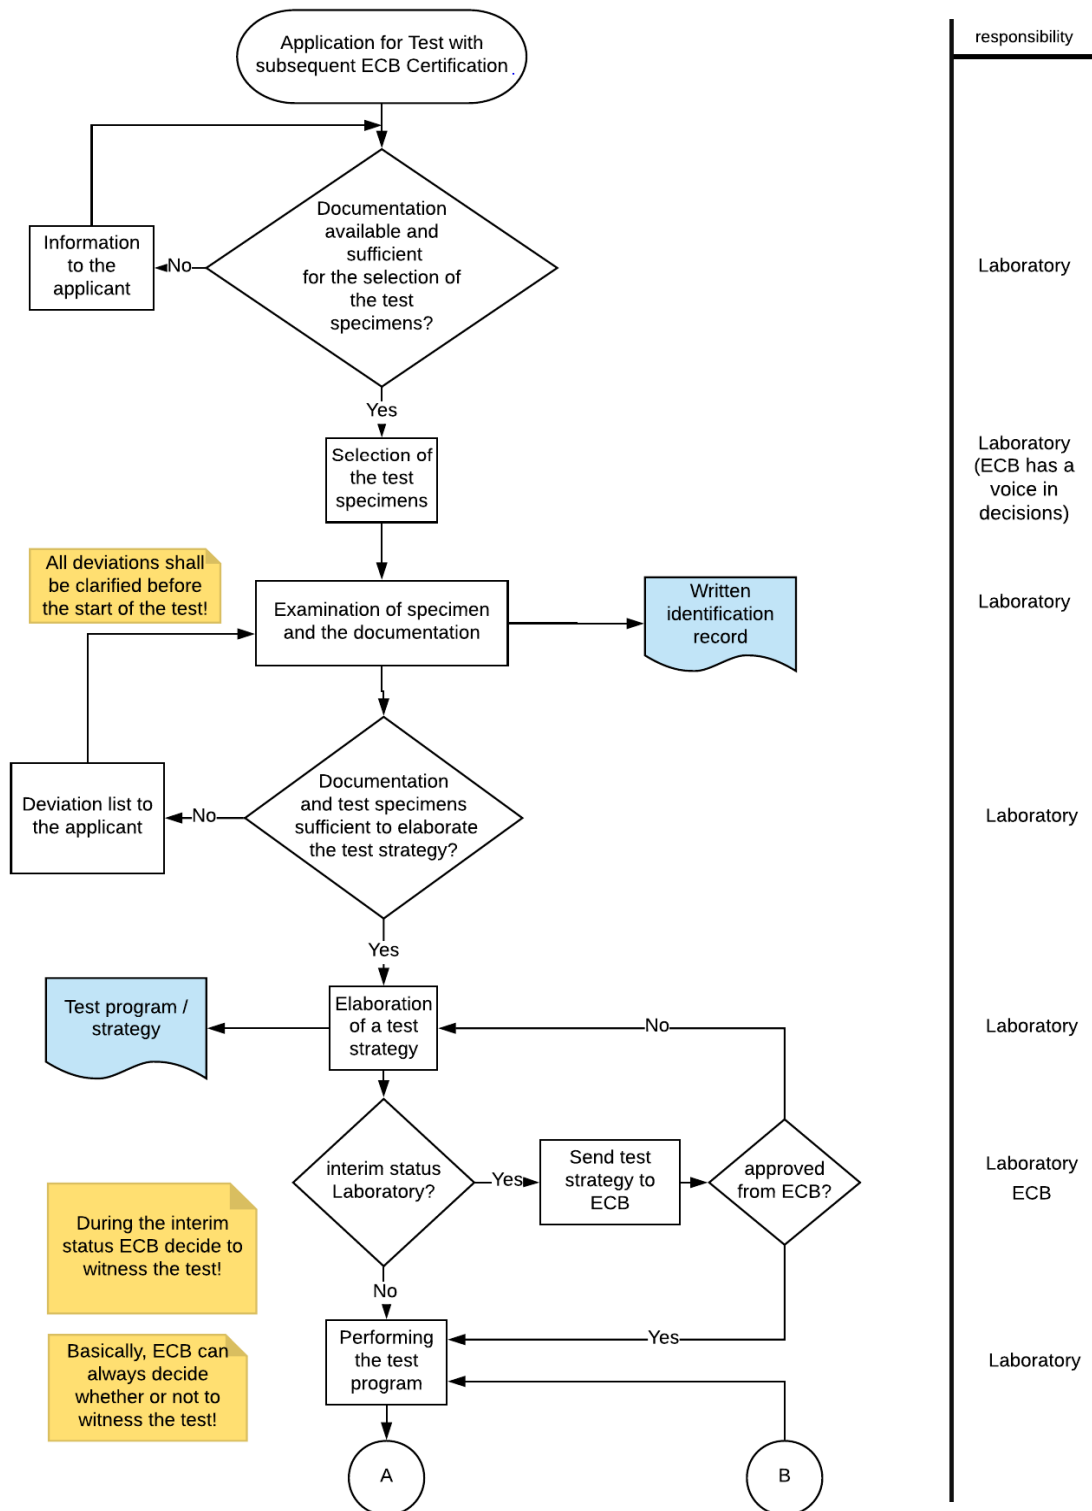 Application for Test with
subsequent ECB Certification .
responsibility
Documentation
available and
sufficient
for the selection of
the test
specimens?
Information
to the
applicant
No
Laboratory
Yes
Selection of
the test
specimens
Laboratory
(ECB has a
voice in
decisions)
All deviations shall
be clarified before
the start of the test!
Examination of specimen
and the documentation
Written
identification
record
Laboratory
Documentation
and test specimens
sufficient to elaborate
the test strategy?
Deviation list to
the applicant
No
Laboratory
Yes
Test program /
strategy
Elaboration
of a test
strategy
No
Laboratory
interim status
Laboratory?
Yes
Send test
strategy to
ECB
approved
from ECB?
Laboratory
ECB
During the interim
status ECB decide to
witness the test!
No
Yes
Performing
the test
program
Laboratory
Basically, ECB can
always decide
whether or not to
witness the test!
A
B